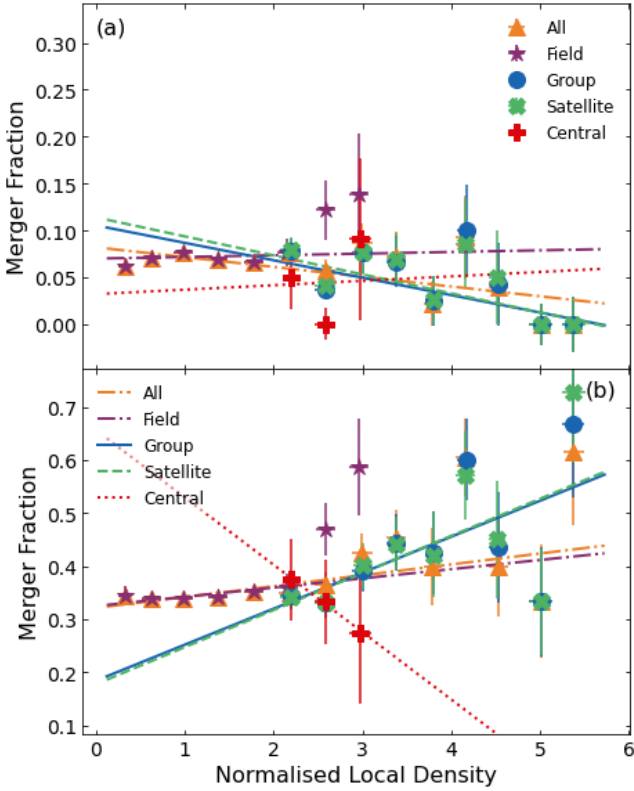 (a)
All
Field
Group
Satellite
Central
0.30
0.25
0.20
0.15
0.10
0.05
0.00
Merger Fraction
(b)
All
Field
Group
Satellite
Central
0.7
0.6
0.5
0.4
0.3
0.2
0.1
Merger Fraction
0 1 2 3 4 5 6
Normalised Local Density